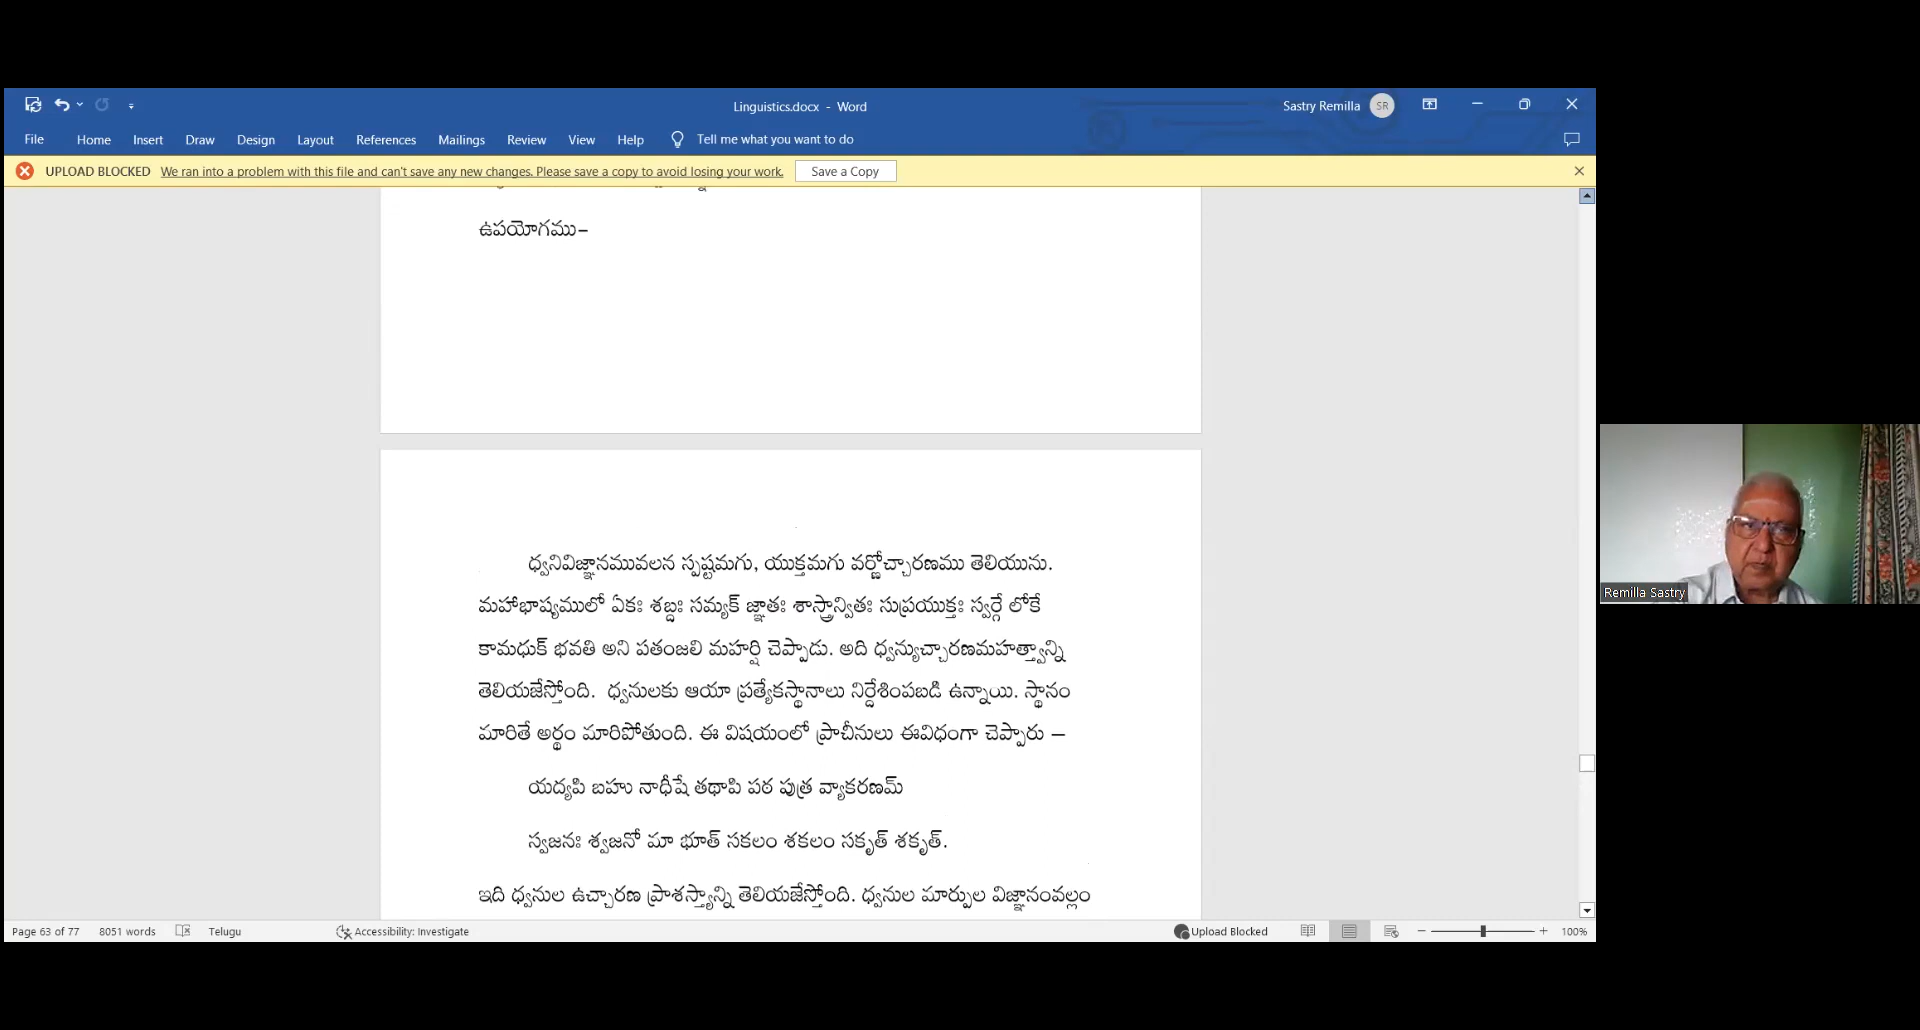 Linguistics.docx - Word
Sastry Remilla SR
File Home Insert Draw Design Layout References Mailings Review View Help Tell me what you want to do
UPLOAD BLOCKED We ran into a problem with this file and can't save any new changes. Please save a copy to avoid losing your work. Save a Copy
ఉపయోగము–
ధ్వనివిజ్ఞానమువలన స్పష్టమగు, యుక్తమగు వర్ణోచ్చారణము తెలియును.
మహాభాష్యములో ఏకః శబ్దః సమ్యక్ జ్ఞాతః శాస్త్రాన్వితః సుప్రయుక్తః స్వర్గే లోకే
కామధుక్ భవతి అని పతంజలి మహర్షి చెప్పాడు. అది ధ్వన్యుచ్చారణమహత్త్వాన్ని
తెలియజేస్తోంది. ధ్వనులకు ఆయా ప్రత్యేకస్థానాలు నిర్దేశింపబడి ఉన్నాయి. స్థానం
మారితే అర్థం మారిపోతుంది. ఈ విషయంలో ప్రాచీనులు ఈవిధంగా చెప్పారు –
యద్యపి బహు నాధీషే తథాపి పఠ పుత్ర వ్యాకరణమ్
స్వజనః శ్వజనో మా భూత్ సకలం శకలం సకృత్ శకృత్.
ఇది ధ్వనుల ఉచ్చారణ ప్రాశస్త్యాన్ని తెలియజేస్తోంది. ధ్వనుల మార్పుల విజ్ఞానంవల్లం
Remilla Sastry
Page 63 of 77 8051 words Telugu Accessibility: Investigate Upload Blocked 100%